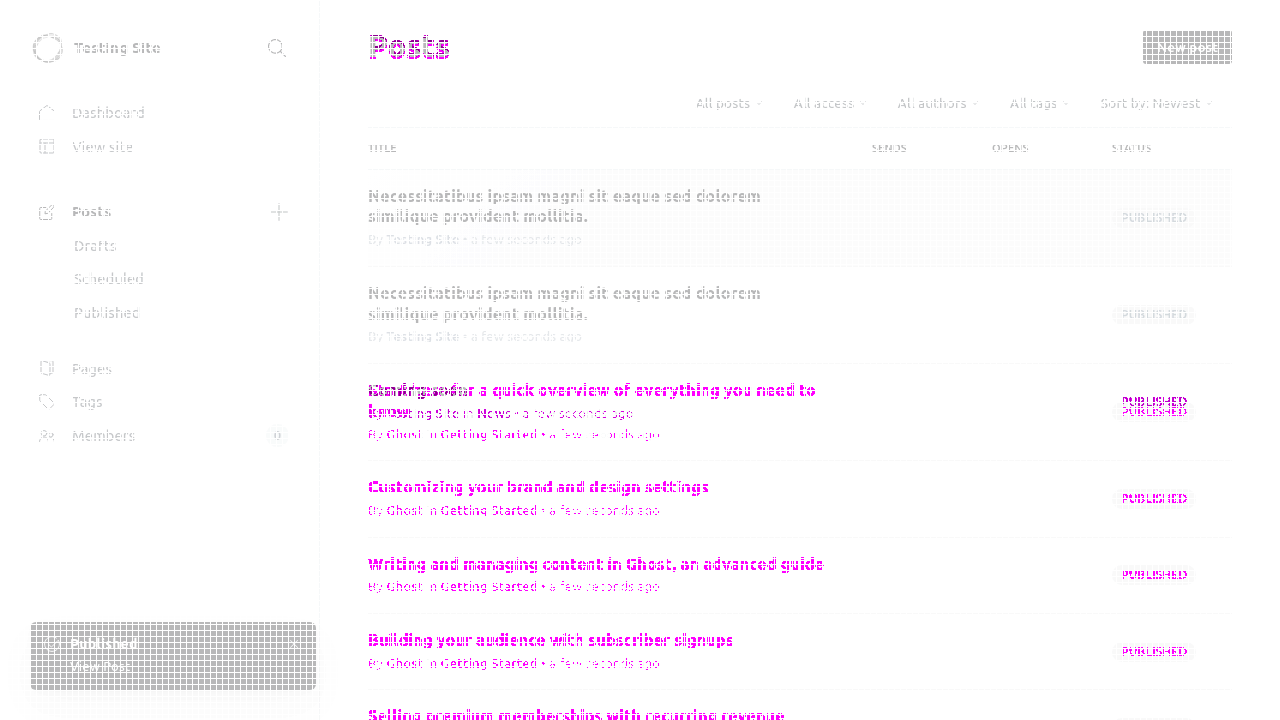 Testing Site
Posts
New post
Dashboard
View site
All posts
All access
All authors
All tags
Sort by: Newest
TITLE
SENDS
OPENS
STATUS
Posts
Drafts
Scheduled
Published
Necessitatibus ipsam magni sit eaque sed dolorem
similique provident mollitia.
By Testing Site • a few seconds ago
PUBLISHED
Necessitatibus ipsam magni sit eaque sed dolorem
similique provident mollitia.
By Testing Site • a few seconds ago
PUBLISHED
Pages
Tags
Members
0
for a quick overview of everything you need to
know
in News • a few seconds ago
PUBLISHED
PUBLISHED
By Ghost in Getting Started • a few seconds ago
Customizing your brand and design settings
By Ghost in Getting Started • a few seconds ago
PUBLISHED
Writing and managing content in Ghost, an advanced guide
By Ghost in Getting Started • a few seconds ago
PUBLISHED
Building your audience with subscriber signups
By Ghost in Getting Started • a few seconds ago
PUBLISHED
Published
View Post
Selling premium memberships with recurring revenue